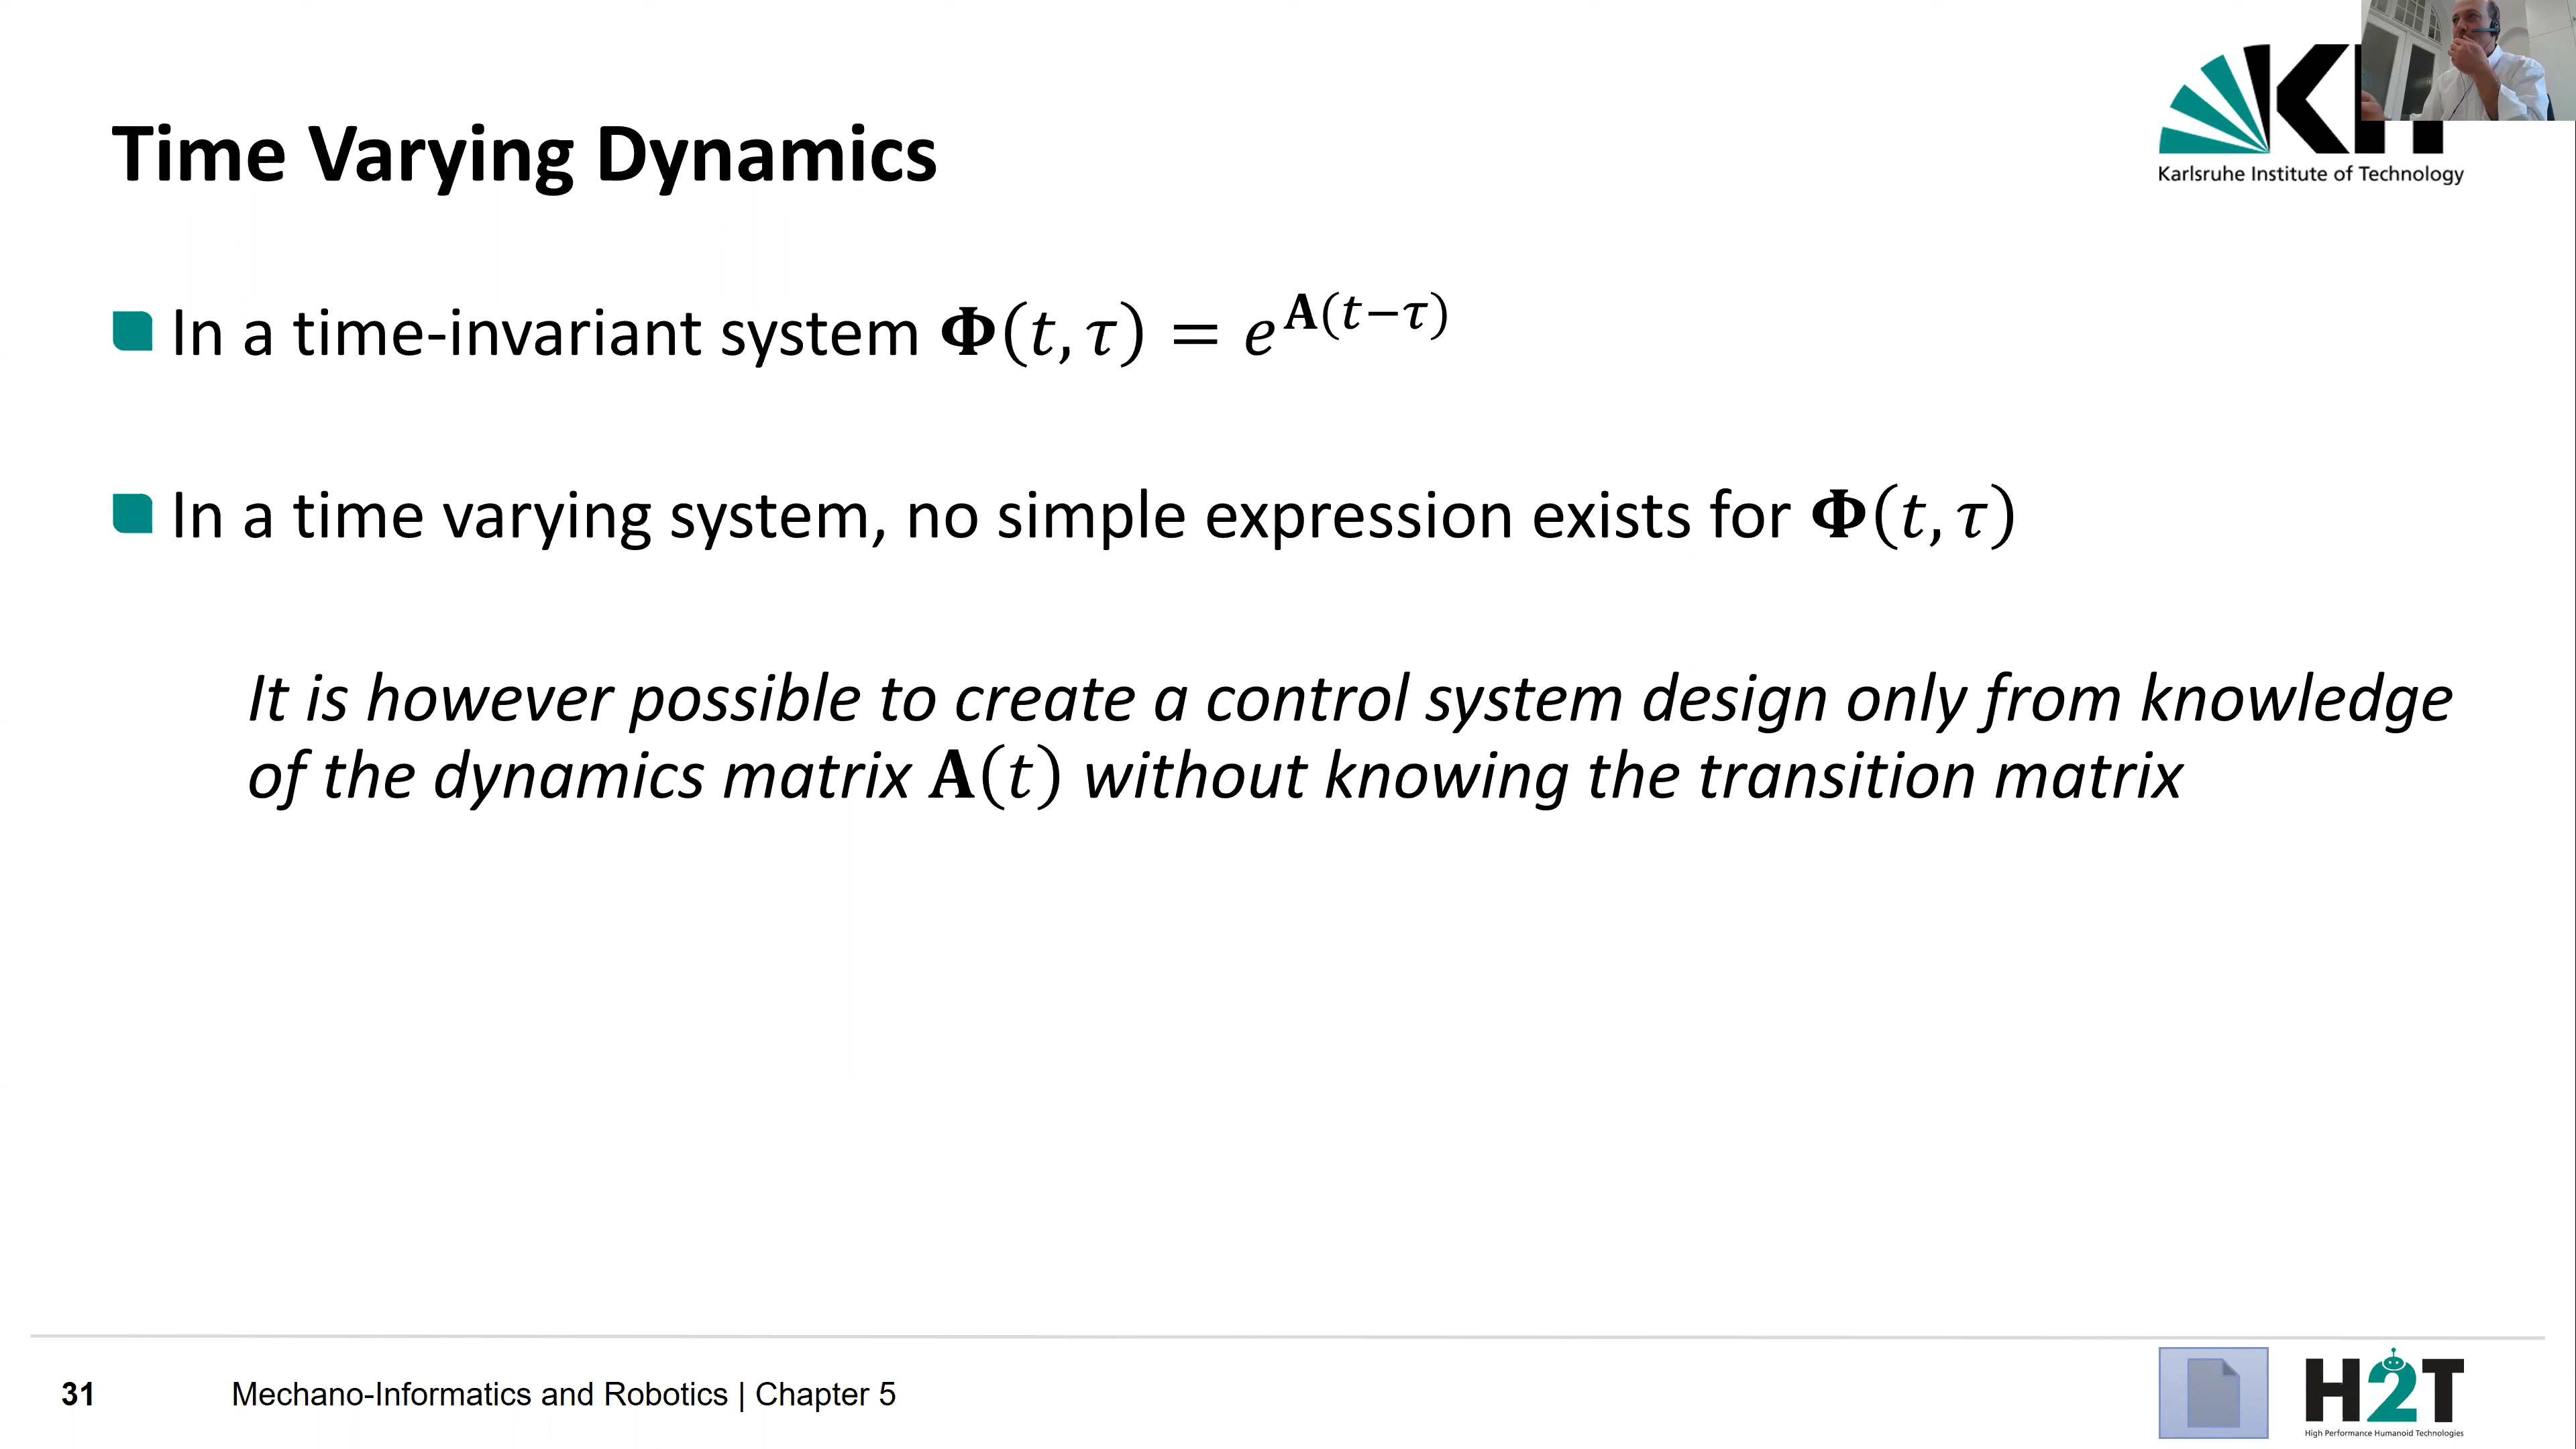 Time Varying Dynamics
Karlsruhe Institute of Technology
In a time-invariant system 𝚽(𝑡, 𝜏) = 𝑒^{𝐀(𝑡−𝜏)}
In a time varying system, no simple expression exists for 𝚽(𝑡, 𝜏)
It is however possible to create a control system design only from knowledge
of the dynamics matrix 𝐀(𝑡) without knowing the transition matrix
31 Mechano-Informatics and Robotics | Chapter 5
H2T
High Performance Humanoid Technologies